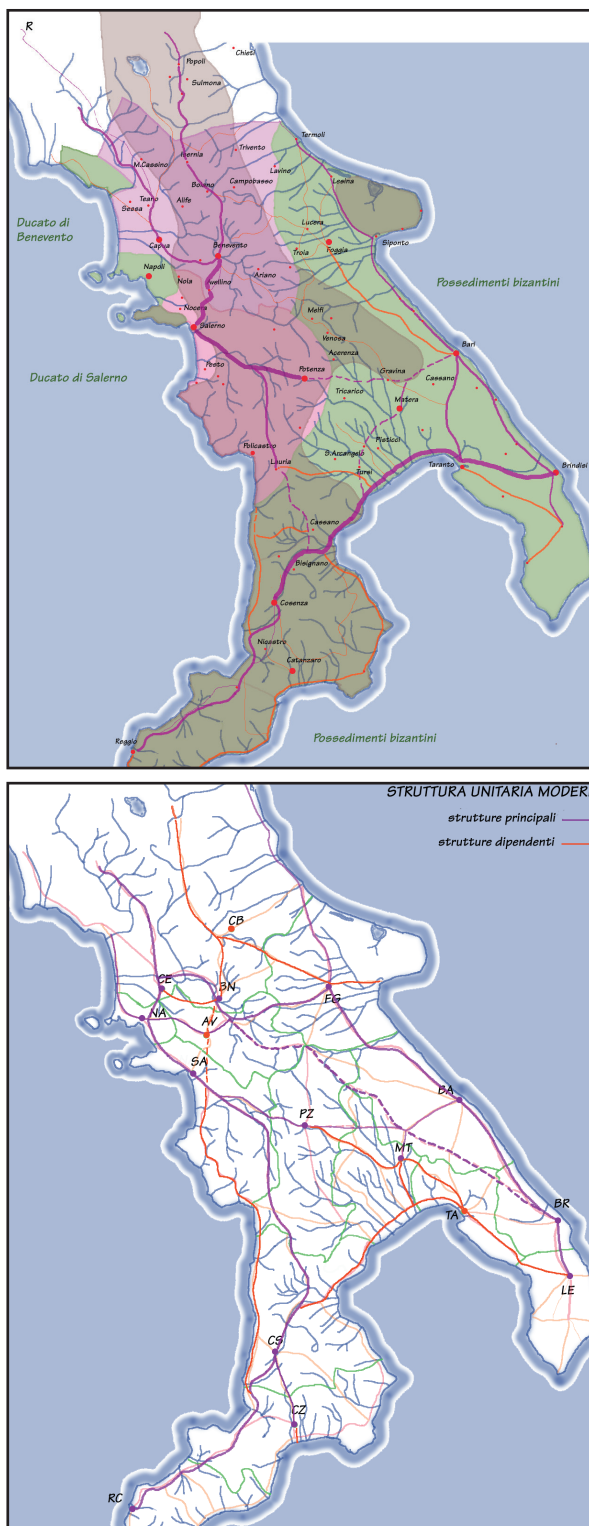 R
Chieti
Popoli
Sulmona
Termoli
Isernia
Trivento
M.Cassino
Lavino
Lesina
Boiano
Campobasso
Teano
Alife
Sessa
Lucera
Ducato di
Benevento
Siponto
Capua
Benevento
Troia
Foggia
Napoli
Ariano
Possedimenti bizantini
Nola
Avellino
Nocera
Melfi
Salerno
Venosa
Bari
Acerenza
Ducato di Salerno
Pesto
Potenza
Gravina
Cassano
Tricarico
Matera
Policastro
Pisticci
S.Arcangelo
Lauria
Tursi
Taranto
Brindisi
Cassano
Bisignano
Cosenza
Nicastro
Catanzaro
Reggio
Possedimenti bizantini
STRUTTURA UNITARIA MODER
strutture principali
strutture dipendenti
CB
CE
BN
FG
NA
AV
SA
BA
PZ
MT
TA
BR
LE
CS
CZ
RC